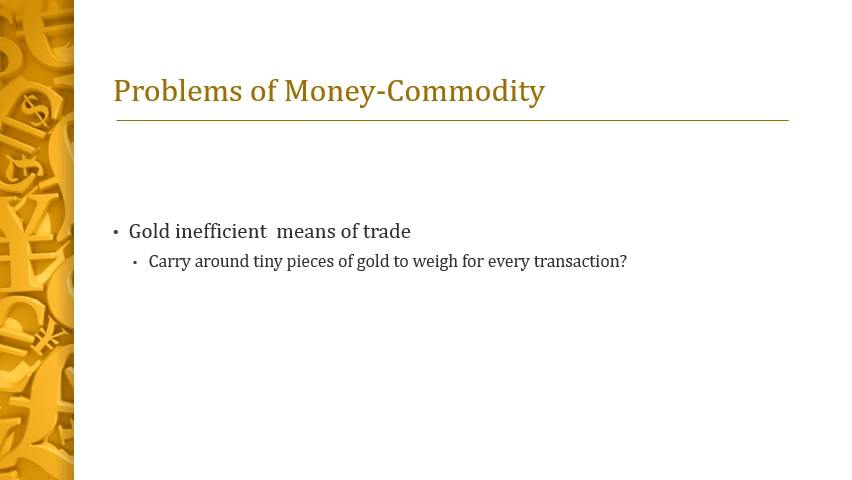 Problems of Money-Commodity
• Gold inefficient  means of trade
• Carry around tiny pieces of gold to weigh for every transaction?